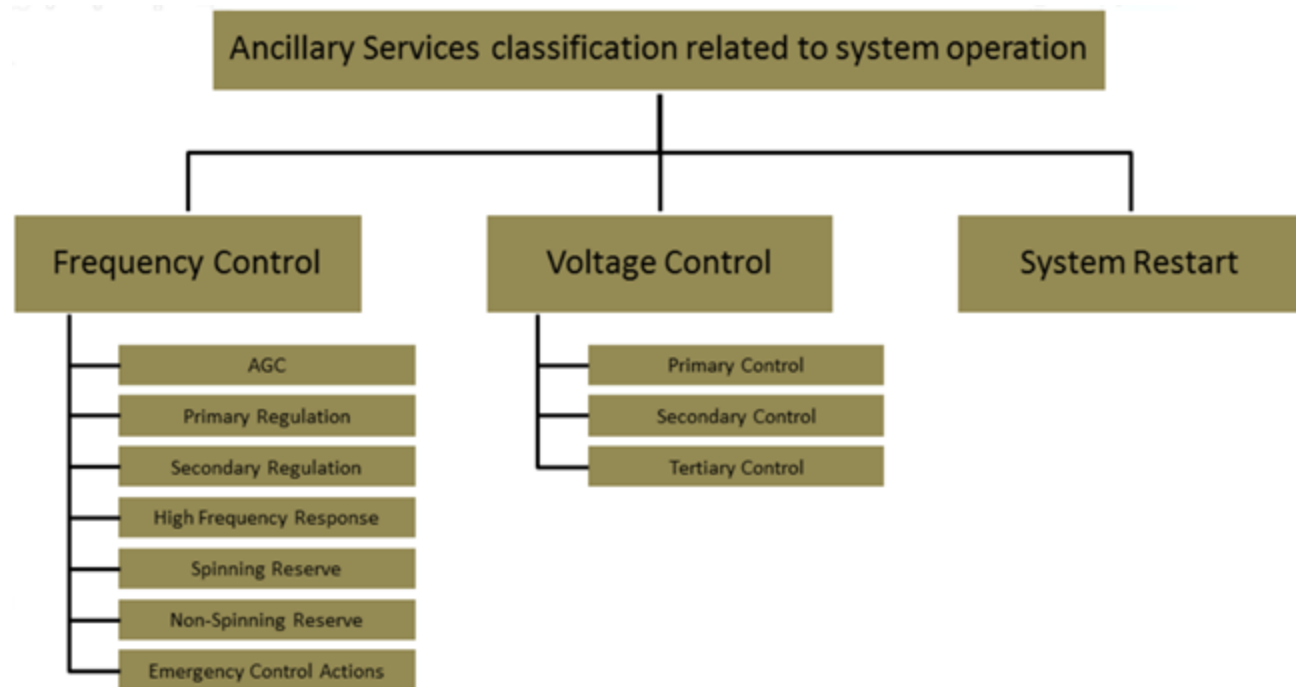 Ancillary Services classification related to system operation
Frequency Control
Voltage Control
System Restart
AGC
Primary Regulation
Secondary Regulation
High Frequency Response
Spinning Reserve
Non-Spinning Reserve
Emergency Control Actions
Primary Control
Secondary Control
Tertiary Control